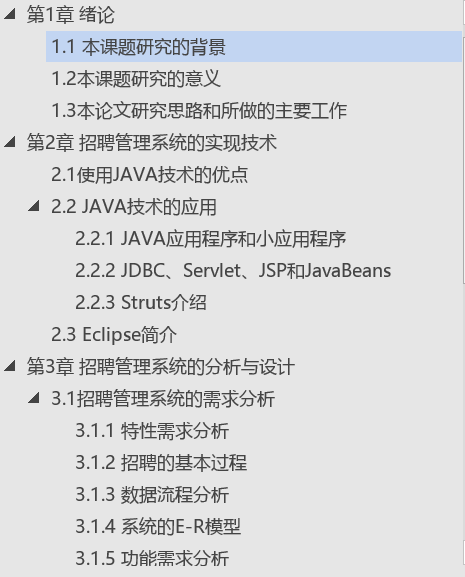 第1章 绪论
1.1 本课题研究的背景
1.2本课题研究的意义
1.3本论文研究思路和所做的主要工作
第2章 招聘管理系统的实现技术
2.1使用JAVA技术的优点
2.2 JAVA技术的应用
2.2.1 JAVA应用程序和小应用程序
2.2.2 JDBC、Servlet、JSP和JavaBeans
2.2.3 Struts介绍
2.3 Eclipse简介
第3章 招聘管理系统的分析与设计
3.1招聘管理系统的需求分析
3.1.1 特性需求分析
3.1.2 招聘的基本过程
3.1.3 数据流程分析
3.1.4 系统的E-R模型
3.1.5 功能需求分析